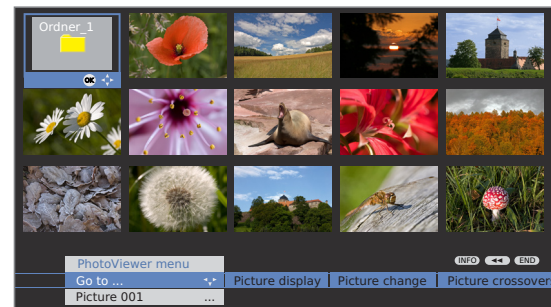 Ordner_1
OK
INFO END
PhotoViewer menu
Go to ... Picture display Picture change Picture crossover
Picture 001 ...